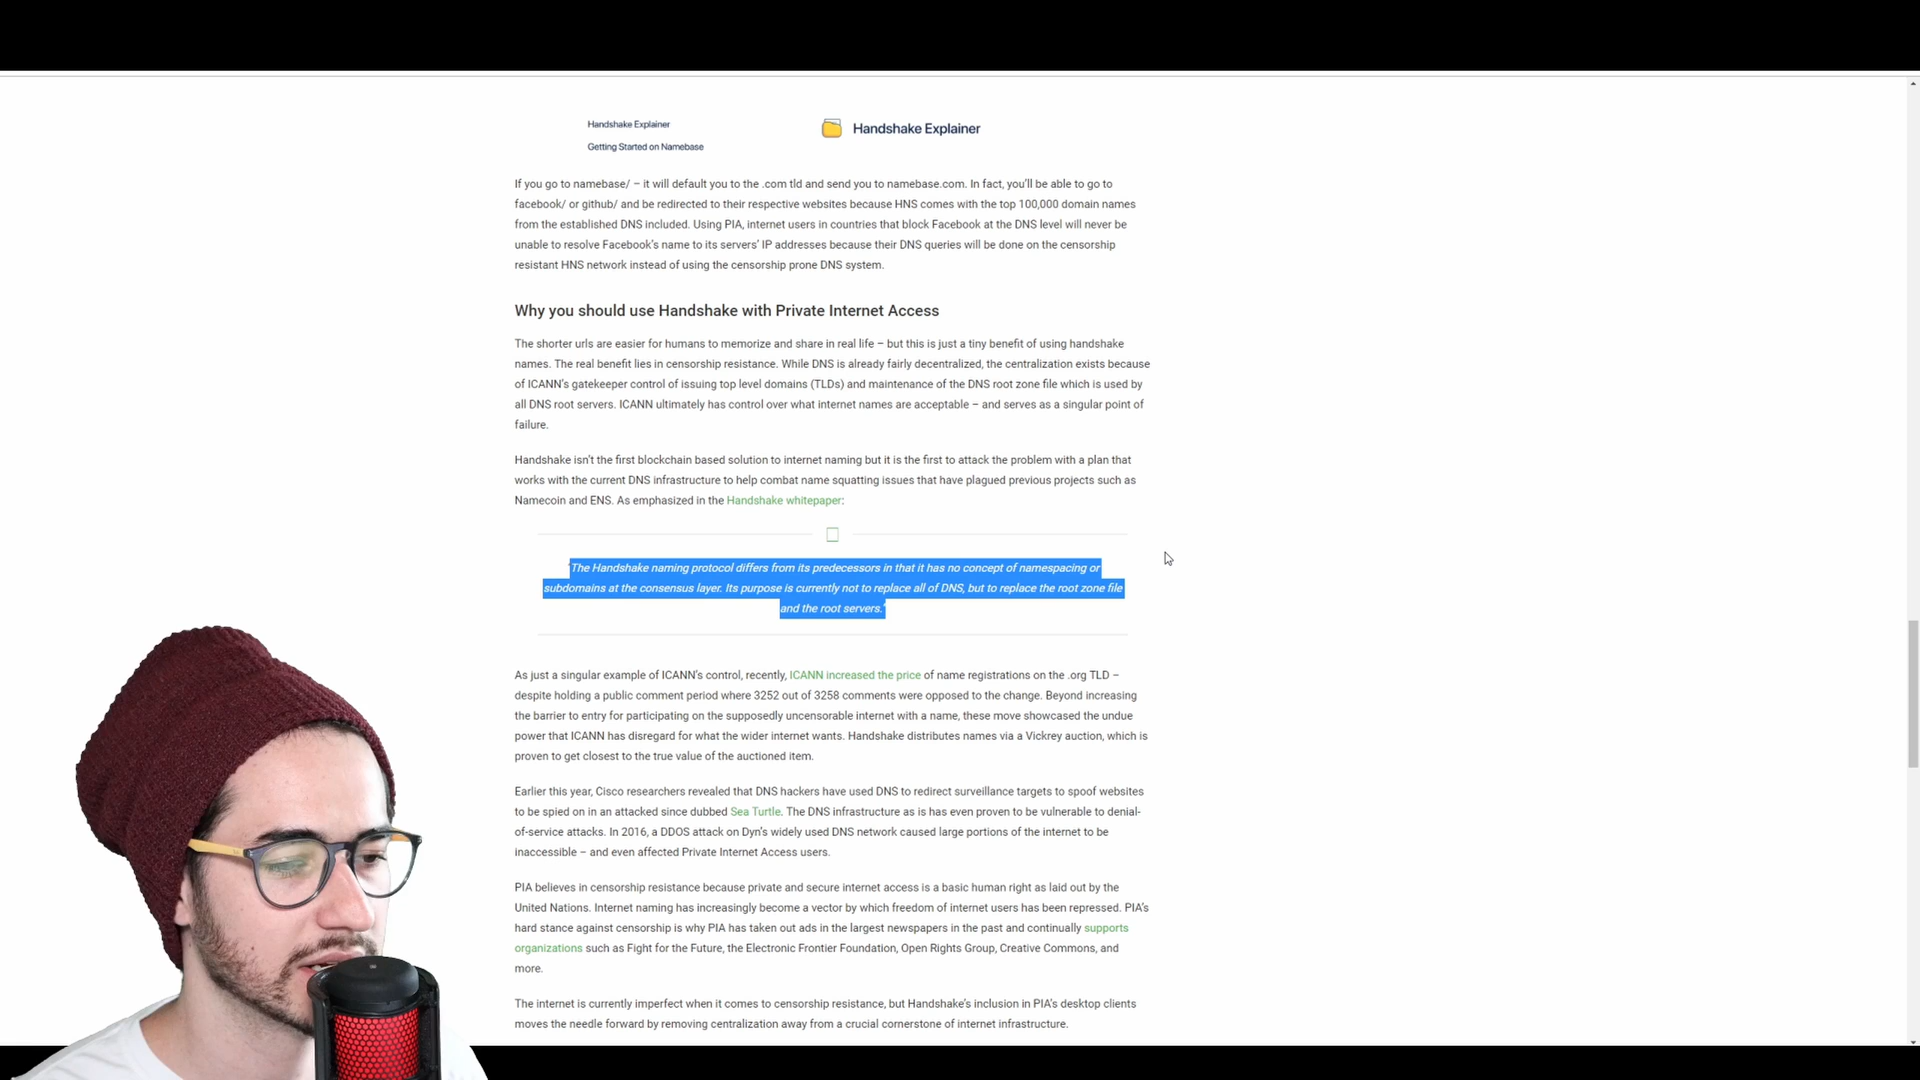 Handshake Explainer
Getting Started on Namebase
Handshake Explainer
If you go to namebase/ – it will default you to the .com tld and send you to namebase.com. In fact, you'll be able to go to
facebook/ or github/ and be redirected to their respective websites because HNS comes with the top 100,000 domain names
from the established DNS included. Using PIA, internet users in countries that block Facebook at the DNS level will never be
unable to resolve Facebook's name to its servers' IP addresses because their DNS queries will be done on the censorship
resistant HNS network instead of using the censorship prone DNS system.
Why you should use Handshake with Private Internet Access
The shorter urls are easier for humans to memorize and share in real life – but this is just a tiny benefit of using handshake
names. The real benefit lies in censorship resistance. While DNS is already fairly decentralized, the centralization exists because
of ICANN's gatekeeper control of issuing top level domains (TLDs) and maintenance of the DNS root zone file which is used by
all DNS root servers. ICANN ultimately has control over what internet names are acceptable – and serves as a singular point of
failure.
Handshake isn't the first blockchain based solution to internet naming but it is the first to attack the problem with a plan that
works with the current DNS infrastructure to help combat name squatting issues that have plagued previous projects such as
Namecoin and ENS. As emphasized in the Handshake whitepaper:
"The Handshake naming protocol differs from its predecessors in that it has no concept of namespacing or
subdomains at the consensus layer. Its purpose is currently not to replace all of DNS, but to replace the root zone file
and the root servers."
As just a singular example of ICANN's control, recently, ICANN increased the price of name registrations on the .org TLD –
despite holding a public comment period where 3252 out of 3258 comments were opposed to the change. Beyond increasing
the barrier to entry for participating on the supposedly uncensorable internet with a name, these move showcased the undue
power that ICANN has disregard for what the wider internet wants. Handshake distributes names via a Vickrey auction, which is
proven to get closest to the true value of the auctioned item.
Earlier this year, Cisco researchers revealed that DNS hackers have used DNS to redirect surveillance targets to spoof websites
to be spied on in an attacked since dubbed Sea Turtle. The DNS infrastructure as is has even proven to be vulnerable to denial-
of-service attacks. In 2016, a DDOS attack on Dyn's widely used DNS network caused large portions of the internet to be
inaccessible – and even affected Private Internet Access users.
PIA believes in censorship resistance because private and secure internet access is a basic human right as laid out by the
United Nations. Internet naming has increasingly become a vector by which freedom of internet users has been repressed. PIA's
hard stance against censorship is why PIA has taken out ads in the largest newspapers in the past and continually supports
organizations such as Fight for the Future, the Electronic Frontier Foundation, Open Rights Group, Creative Commons, and
more.
The internet is currently imperfect when it comes to censorship resistance, but Handshake's inclusion in PIA's desktop clients
moves the needle forward by removing centralization away from a crucial cornerstone of internet infrastructure.